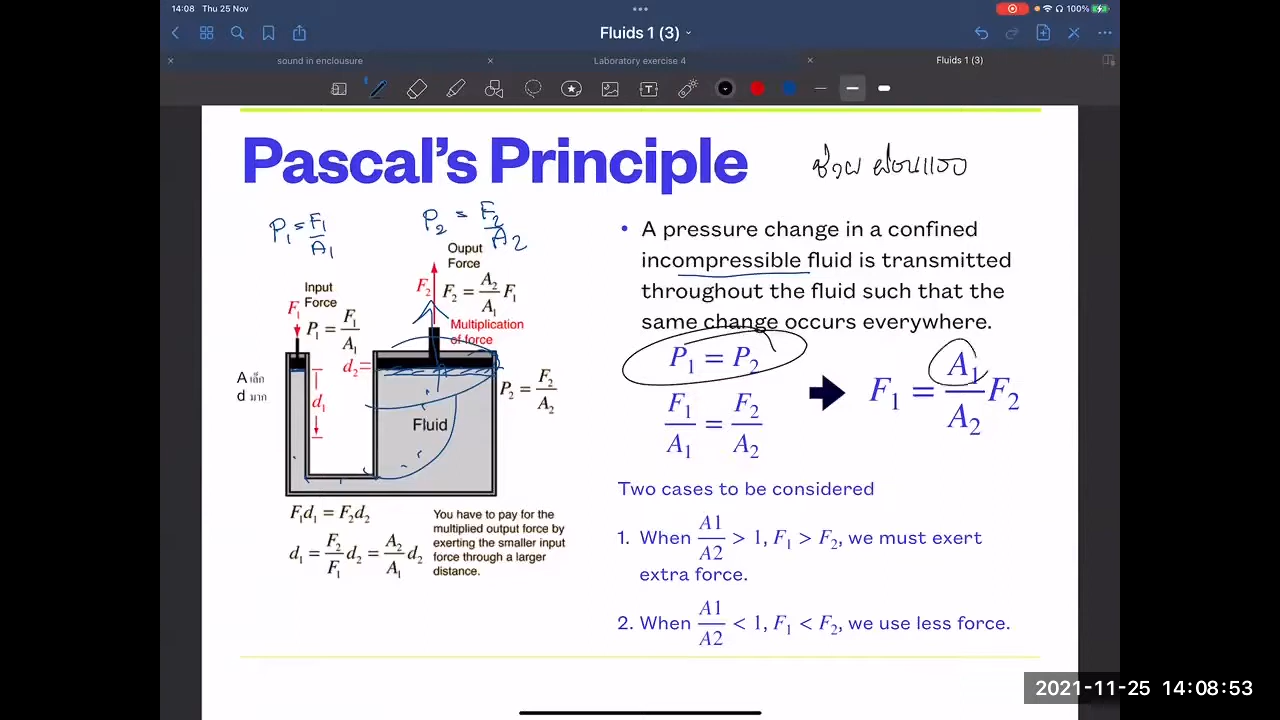 14:08 Thu 25 Nov
100%
Fluids 1 (3)
sound in enclousure
Laboratory exercise 4
Fluids 1 (3)
Pascal's Principle
P₁ = F₁/A₁
P₂ = F₂/A₂
Ouput
Force
F₂
F₂ = A₂/A₁ F₁
Input
Force
F₁
P₁ = F₁/A₁
Multiplication
of force
d₂
A เล็ก
d มาก
d₁
P₂ = F₂/A₂
Fluid
F₁d₁ = F₂d₂
d₁ = F₂/F₁ d₂ = A₂/A₁ d₂
You have to pay for the
multiplied output force by
exerting the smaller input
force through a larger
distance.
• A pressure change in a confined
incompressible fluid is transmitted
throughout the fluid such that the
same change occurs everywhere.
P₁ = P₂
F₁/A₁ = F₂/A₂
F₁ = A₁/A₂ F₂
Two cases to be considered
1. When A1/A2 > 1, F₁ > F₂, we must exert
extra force.
2. When A1/A2 < 1, F₁ < F₂, we use less force.
2021-11-25 14:08:53